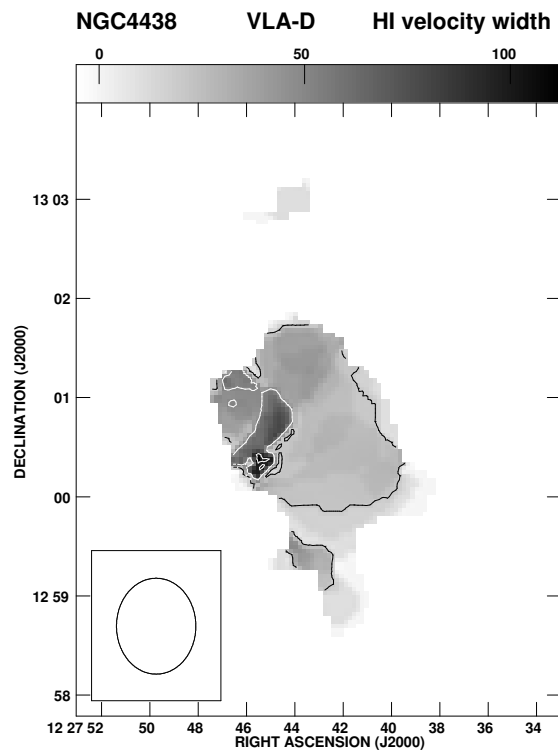 NGC4438 VLA-D HI velocity width
0 50 100
13 03
02
01
00
12 59
58
DECLINATION (J2000)
12 27 52 50 48 46 44 42 40 38 36 34
RIGHT ASCENSION (J2000)